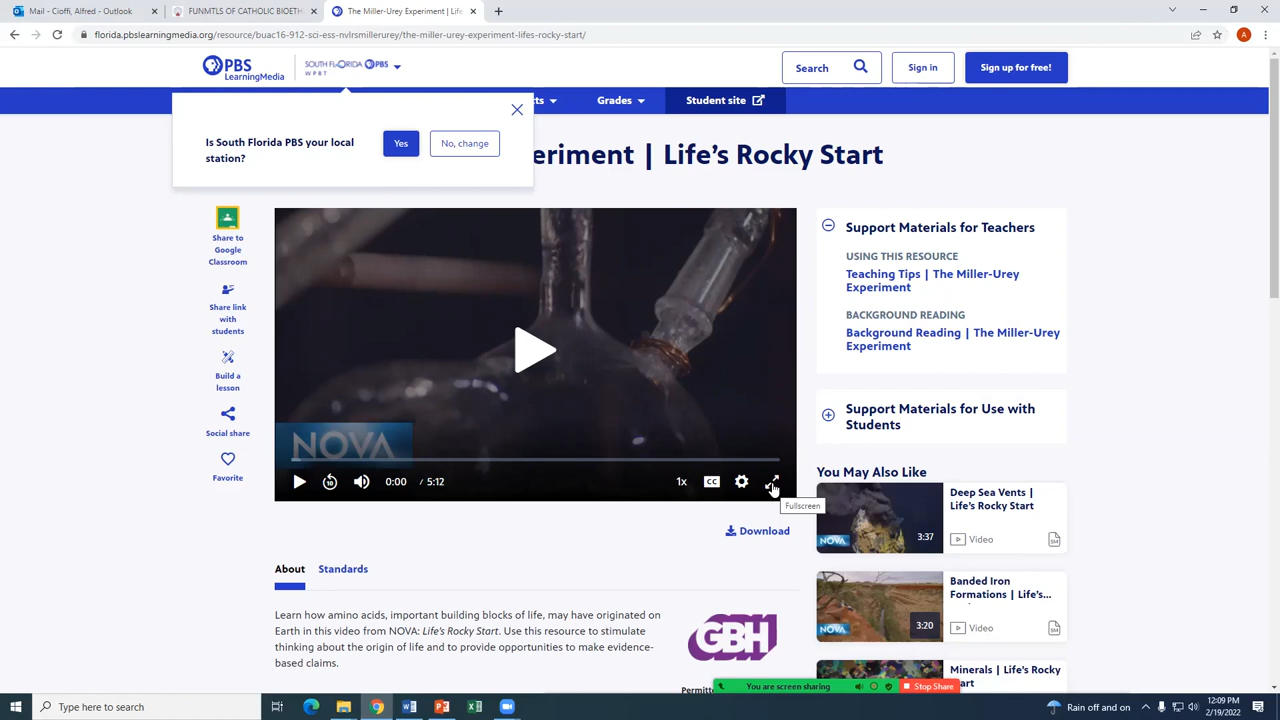 Mail - Cioffi, Alfred - Outlook
FUNMTLS OF CATHOLIC BIOETH
The Miller-Urey Experiment | Life
florida.pbslearningmedia.org/resource/buac16-912-sci-ess-nvlrsmillerurey/the-miller-urey-experiment-lifes-rocky-start/
A
PBS
LearningMedia
SOUTH FLORIDA PBS
WPBT
Search
Sign in
Sign up for free!
ts
Grades
Student site
Is South Florida PBS your local
station?
Yes
No, change
eriment | Life's Rocky Start
Share to
Google
Classroom
Share link
with
students
Build a
lesson
Social share
Favorite
NOVA
10
0:00 / 5:12
1x
CC
Fullscreen
Download
Support Materials for Teachers
USING THIS RESOURCE
Teaching Tips | The Miller-Urey
Experiment
BACKGROUND READING
Background Reading | The Miller-Urey
Experiment
Support Materials for Use with
Students
You May Also Like
NOVA
3:37
Deep Sea Vents |
Life's Rocky Start
Video
SM
NOVA
3:20
Banded Iron
Formations | Life's...
Video
SM
Minerals | Life's Rocky
tart
About
Standards
Learn how amino acids, important building blocks of life, may have originated on
Earth in this video from NOVA: Life's Rocky Start. Use this resource to stimulate
thinking about the origin of life and to provide opportunities to make evidence-
based claims.
GBH
Permitt
You are screen sharing
Stop Share
Type here to search
Rain off and on
12:09 PM
2/19/2022